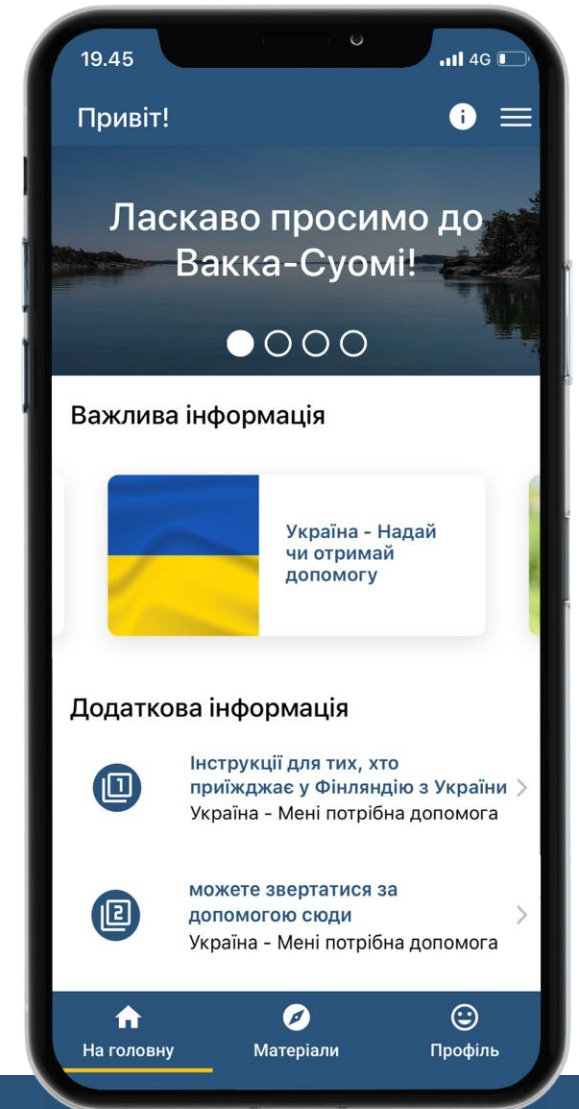 19.45
4G
Привіт!
Ласкаво просимо до
Вакка-Суомі!
Важлива інформація
Україна - Надай
чи отримай
допомогу
Додаткова інформація
1
Інструкції для тих, хто
приїжджає у Фінляндію з України
Україна - Мені потрібна допомога
2
можете звертатися за
допомогою сюди
Україна - Мені потрібна допомога
На головну
Матеріали
Профіль